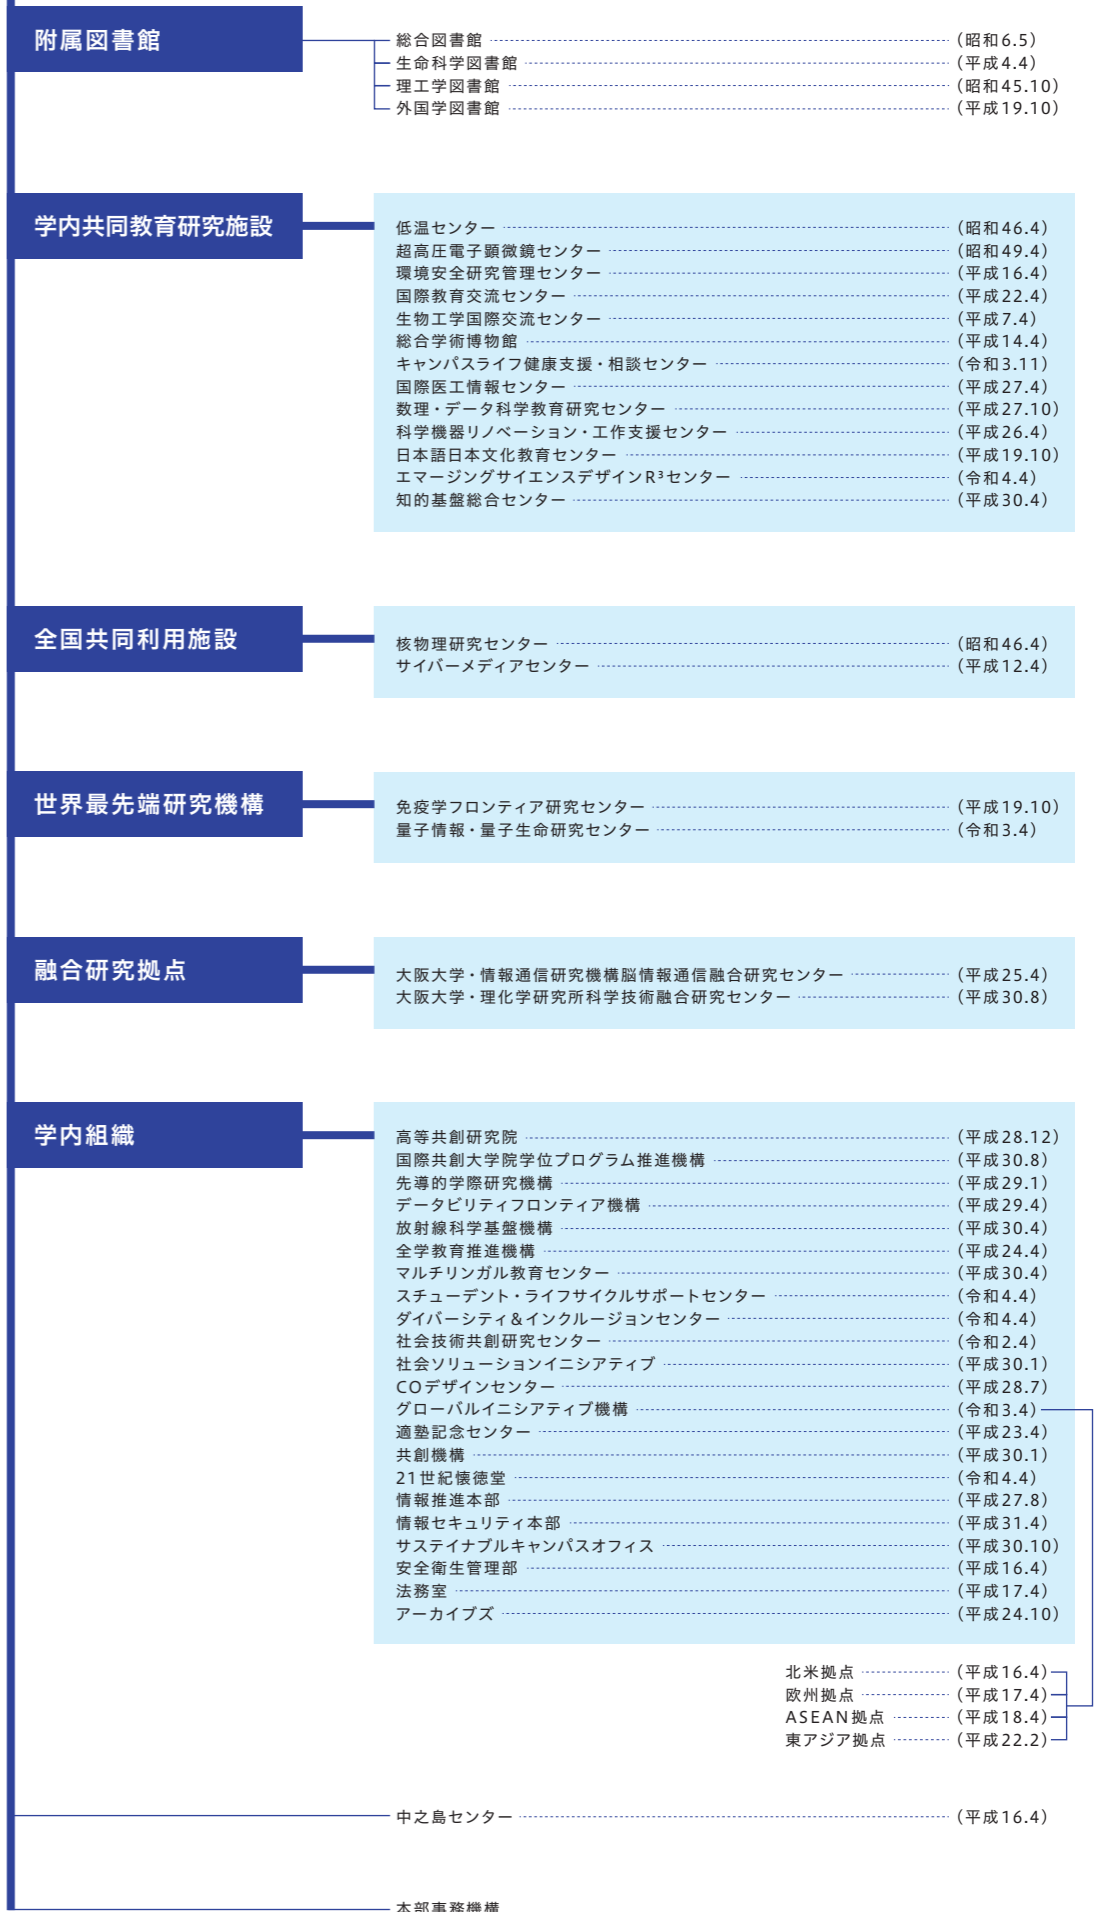 附属図書館
総合図書館 (昭和6.5)
生命科学図書館 (平成4.4)
理工学図書館 (昭和45.10)
外国学図書館 (平成19.10)
学内共同教育研究施設
低温センター (昭和46.4)
超高圧電子顕微鏡センター (昭和49.4)
環境安全研究管理センター (平成16.4)
国際教育交流センター (平成22.4)
生物工学国際交流センター (平成7.4)
総合学術博物館 (平成14.4)
キャンパスライフ健康支援・相談センター (令和3.11)
国際医工情報センター (平成27.4)
数理・データ科学教育研究センター (平成27.10)
科学機器リノベーション・工作支援センター (平成26.4)
日本語日本文化教育センター (平成19.10)
エマージングサイエンスデザインR³センター (令和4.4)
知的基盤総合センター (平成30.4)
全国共同利用施設
核物理研究センター (昭和46.4)
サイバーメディアセンター (平成12.4)
世界最先端研究機構
免疫学フロンティア研究センター (平成19.10)
量子情報・量子生命研究センター (令和3.4)
融合研究拠点
大阪大学・情報通信研究機構脳情報通信融合研究センター (平成25.4)
大阪大学・理化学研究所科学技術融合研究センター (平成30.8)
学内組織
高等共創研究院 (平成28.12)
国際共創大学院学位プログラム推進機構 (平成30.8)
先導的学際研究機構 (平成29.1)
データビリティフロンティア機構 (平成29.4)
放射線科学基盤機構 (平成30.4)
全学教育推進機構 (平成24.4)
マルチリンガル教育センター (平成30.4)
スチューデント・ライフサイクルサポートセンター (令和4.4)
ダイバーシティ&インクルージョンセンター (令和4.4)
社会技術共創研究センター (令和2.4)
社会ソリューションイニシアティブ (平成30.1)
COデザインセンター (平成28.7)
グローバルイニシアティブ機構 (令和3.4)
適塾記念センター (平成23.4)
共創機構 (平成30.1)
21世紀懐徳堂 (令和4.4)
情報推進本部 (平成27.8)
情報セキュリティ本部 (平成31.4)
サステイナブルキャンパスオフィス (平成30.10)
安全衛生管理部 (平成16.4)
法務室 (平成17.4)
アーカイブズ (平成24.10)
北米拠点 (平成16.4)
欧州拠点 (平成17.4)
ASEAN拠点 (平成18.4)
東アジア拠点 (平成22.2)
中之島センター (平成16.4)
本部事務機構